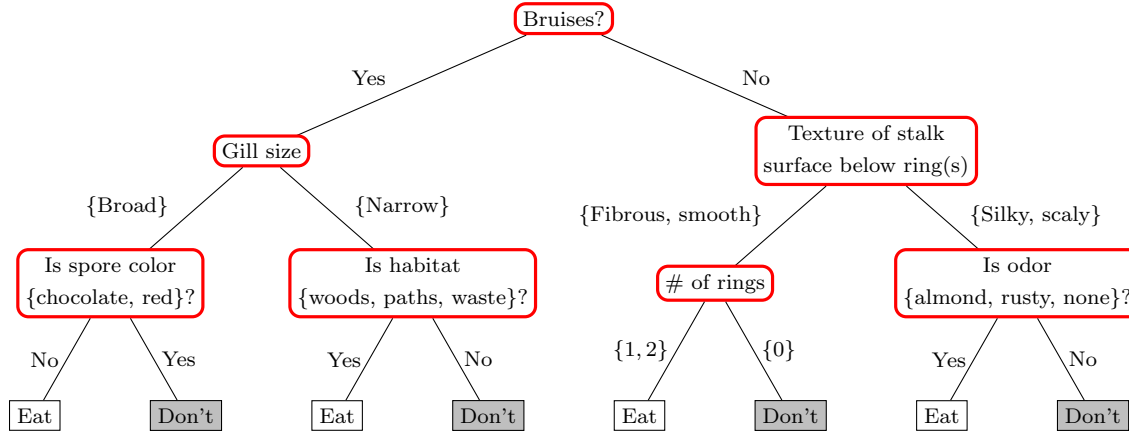 Bruises?
Yes
No
Gill size
Texture of stalk
surface below ring(s)
{Broad}
{Narrow}
{Fibrous, smooth}
{Silky, scaly}
Is spore color
{chocolate, red}?
Is habitat
{woods, paths, waste}?
# of rings
Is odor
{almond, rusty, none}?
No
Yes
Yes
No
{1, 2}
{0}
Yes
No
Eat
Don't
Eat
Don't
Eat
Don't
Eat
Don't